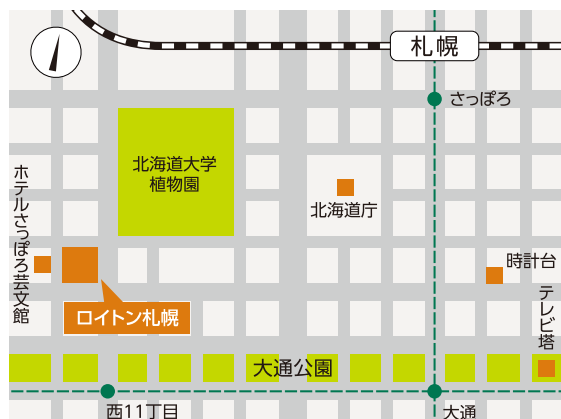 札幌
さっぽろ
北海道大学
植物園
北海道庁
ホテルさっぽろ芸文館
時計台
ロイトン札幌
テレビ塔
大通公園
西11丁目
大通